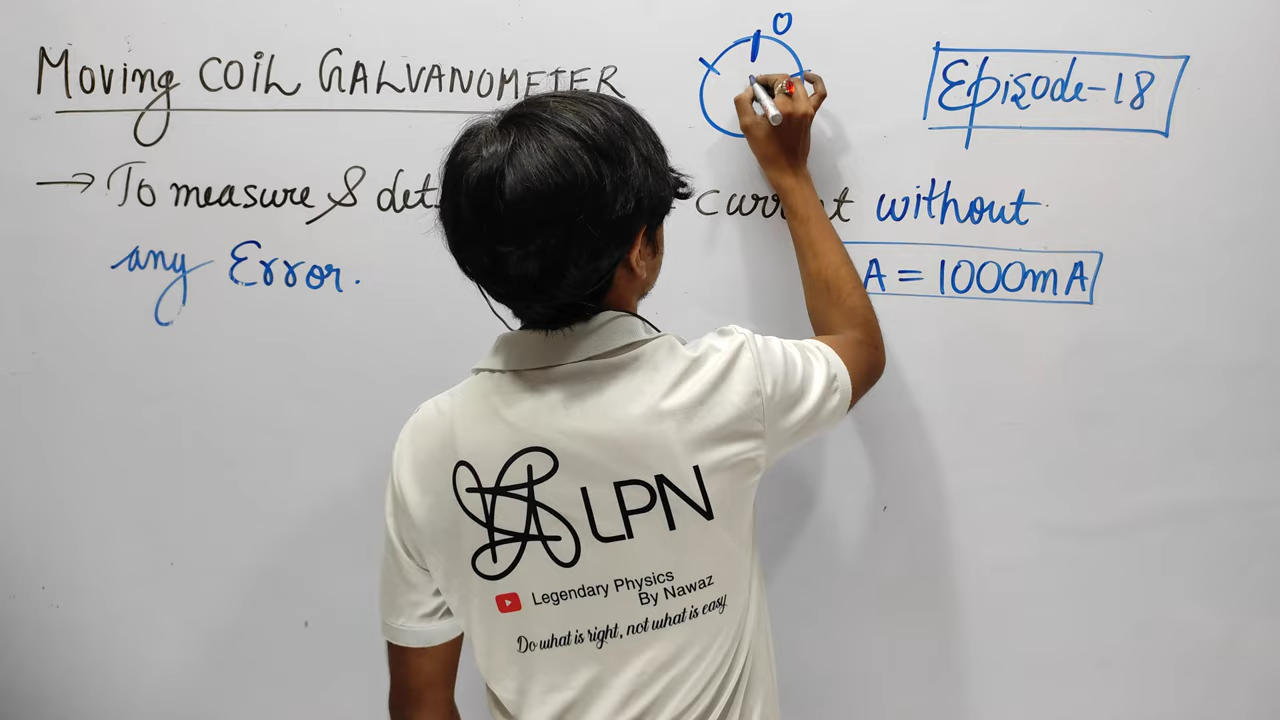 Moving COIL GALVANOMETER
O
Episode-18
→ To measure & det current without
any Error.
A = 1000mA
LPN
Legendary Physics
By Nawaz
Do what is right, not what is easy